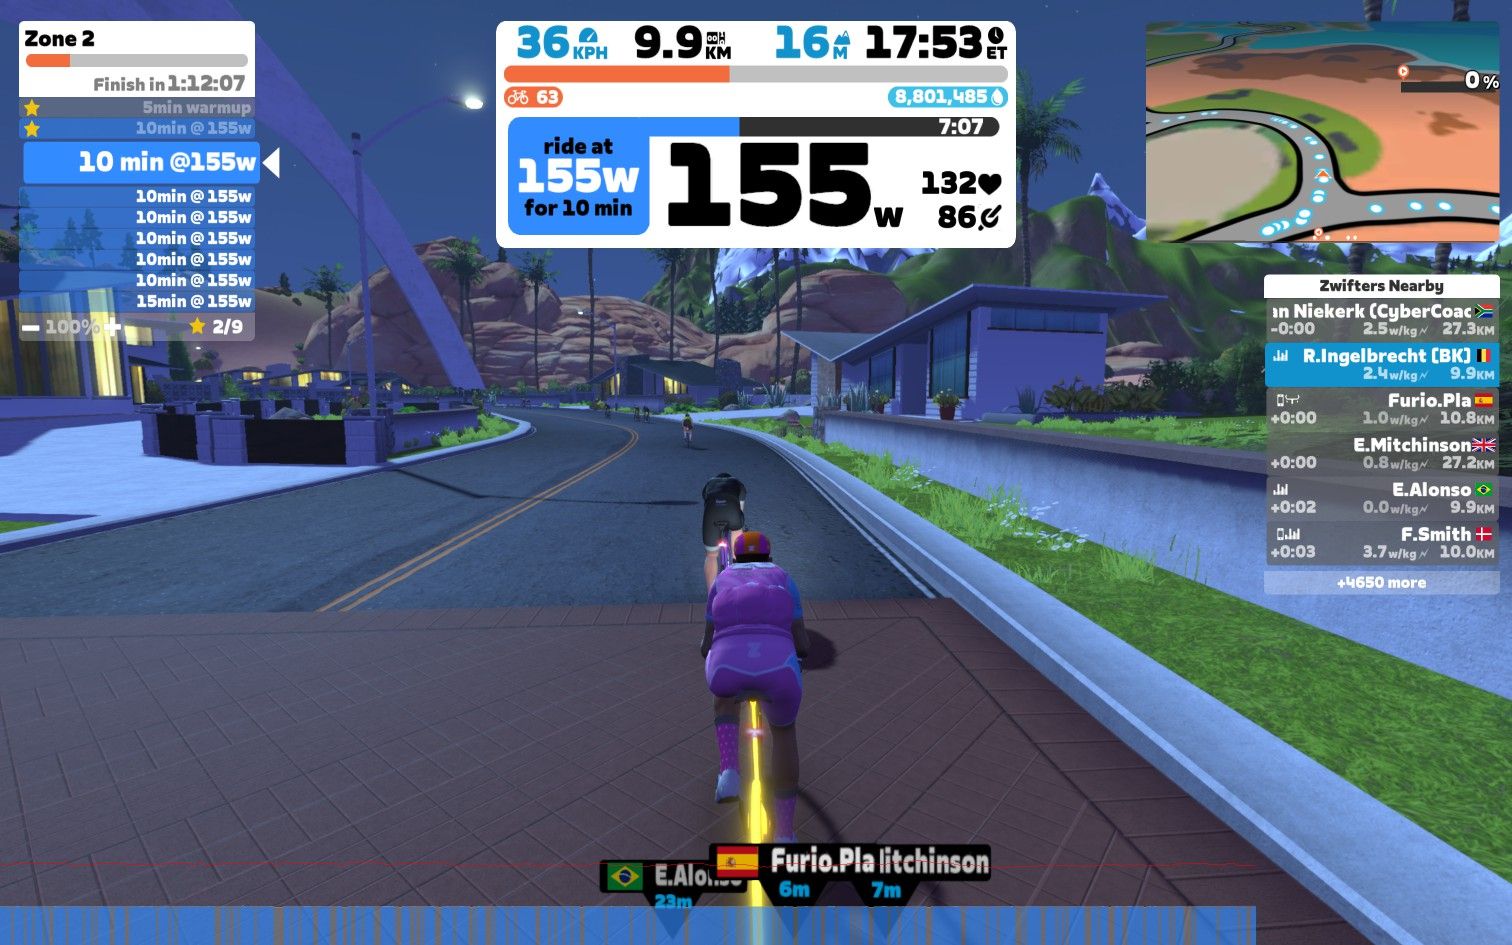 Zone 2
Finish in 1:12:07
5min warmup
10min @ 155w
10 min @155w
10min @ 155w
10min @ 155w
10min @ 155w
10min @ 155w
10min @ 155w
15min @ 155w
− 100% +
2/9
36 KPH 9.9 KM 16 M 17:53 ET
63
8,801,485
7:07
ride at
155w
for 10 min
155 w
132
86
0 %
Zwifters Nearby
n Niekerk (CyberCoac
-0:00 2.5w/kg 27.3KM
R.Ingelbrecht (BK)
2.4w/kg 9.9KM
Furio.Pla
+0:00 1.0w/kg 10.8KM
E.Mitchinson
+0:00 0.8w/kg 27.2KM
E.Alonso
+0:02 0.0w/kg 9.9KM
F.Smith
+0:03 3.7w/kg 10.0KM
+4650 more
E.Alonso
23m
Furio.Pla
6m
litchinson
7m